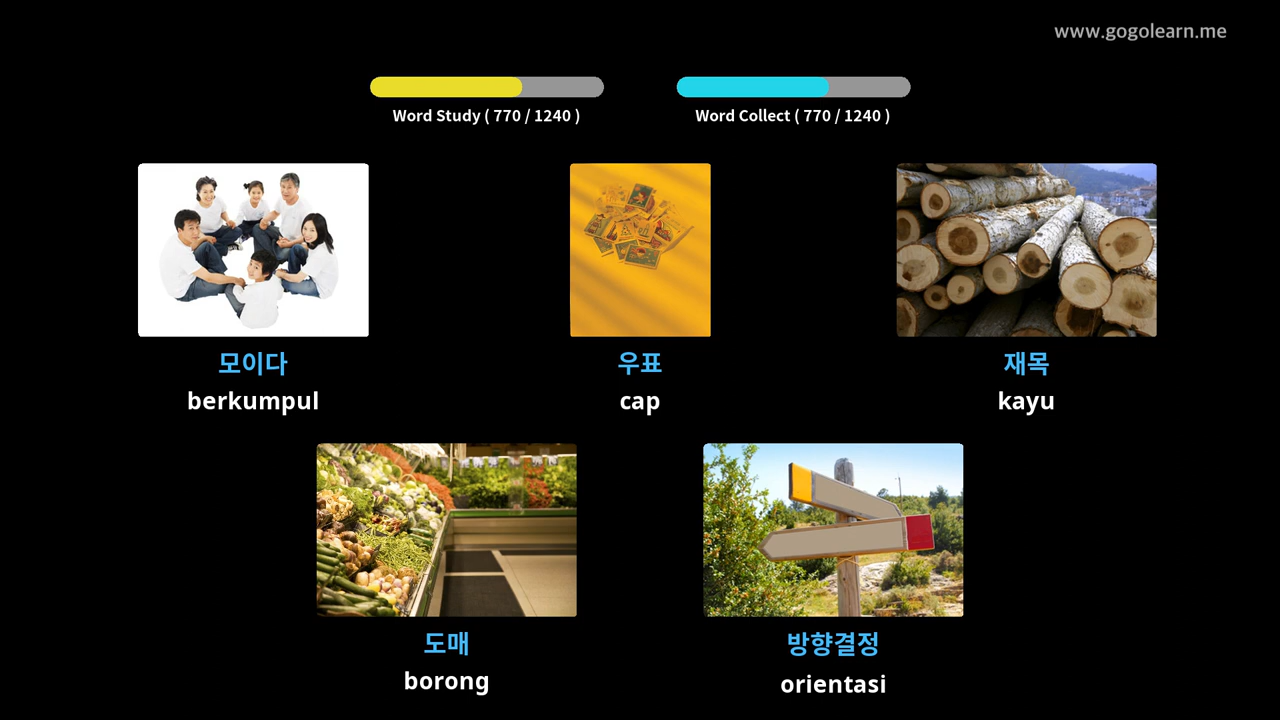 www.gogolearn.me
Word Study ( 770 / 1240 )
Word Collect ( 770 / 1240 )
모이다
berkumpul
우표
cap
재목
kayu
도매
borong
방향결정
orientasi